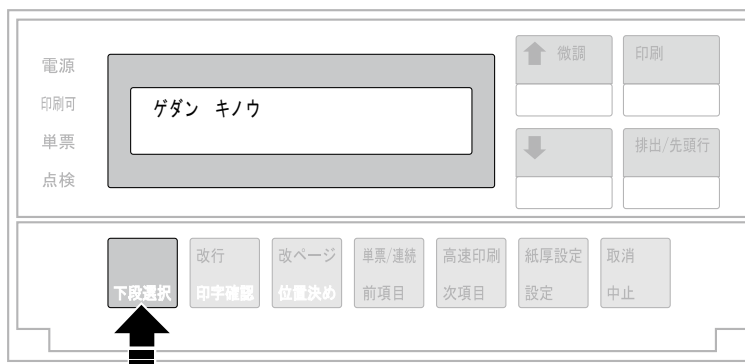 電源
印刷可
単票
点検
ゲダン キノウ
微調
印刷
排出/先頭行
下段選択
改行
印字確認
改ページ
位置決め
単票/連続
前項目
高速印刷
次項目
紙厚設定
設定
取消
中止